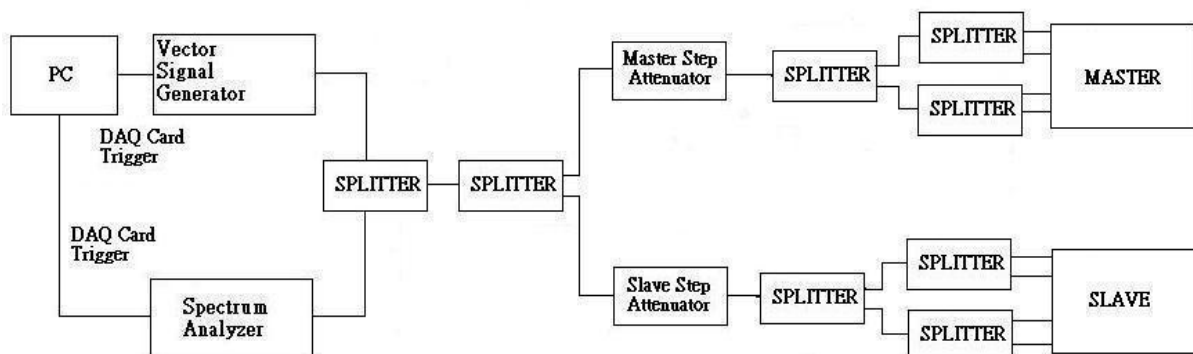 PC
Vector
Signal
Generator
DAQ Card
Trigger
DAQ Card
Trigger
Spectrum
Analyzer
SPLITTER
SPLITTER
Master Step
Attenuator
SPLITTER
SPLITTER
SPLITTER
MASTER
Slave Step
Attenuator
SPLITTER
SPLITTER
SPLITTER
SLAVE